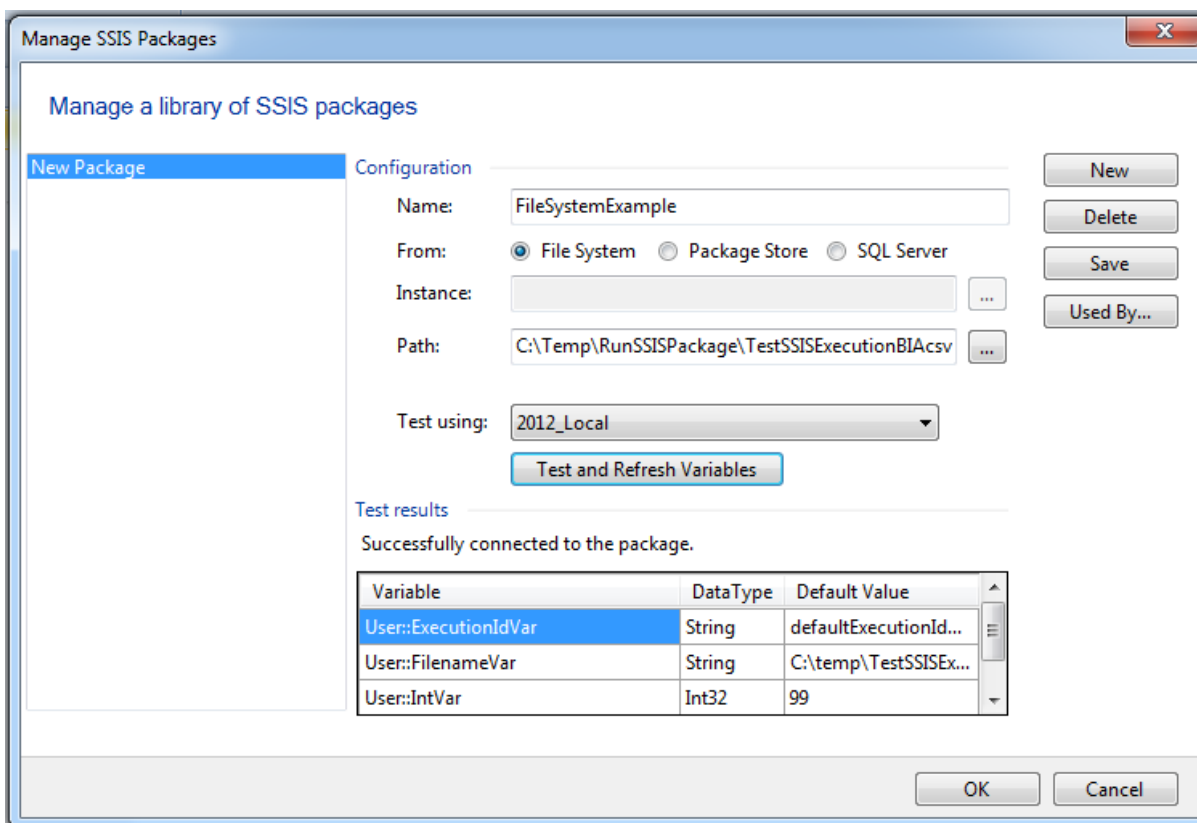 Manage SSIS Packages
Manage a library of SSIS packages
New Package
Configuration
Name: FileSystemExample
From: File System Package Store SQL Server
Instance: ...
Path: C:\Temp\RunSSISPackage\TestSSISExecutionBIAcsv ...
Test using: 2012_Local
Test and Refresh Variables
Test results
Successfully connected to the package.
Variable DataType Default Value
User::ExecutionIdVar String defaultExecutionId...
User::FilenameVar String C:\temp\TestSSISEx...
User::IntVar Int32 99
New
Delete
Save
Used By...
OK Cancel